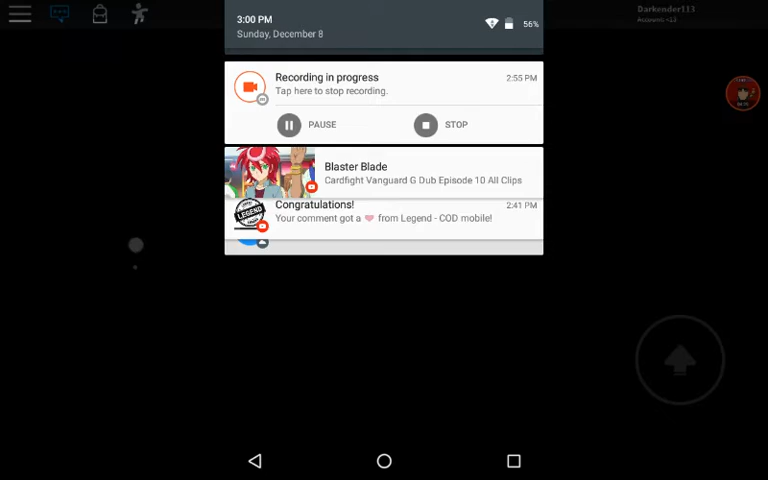 3:00 PM
56%
Sunday, December 8
Darkender113
Account: <13
Recording in progress
2:55 PM
Tap here to stop recording.
PAUSE
STOP
Blaster Blade
Cardfight Vanguard G Dub Episode 10 All Clips
Congratulations!
2:41 PM
Your comment got a 💗 from Legend - COD mobile!
LEGEND